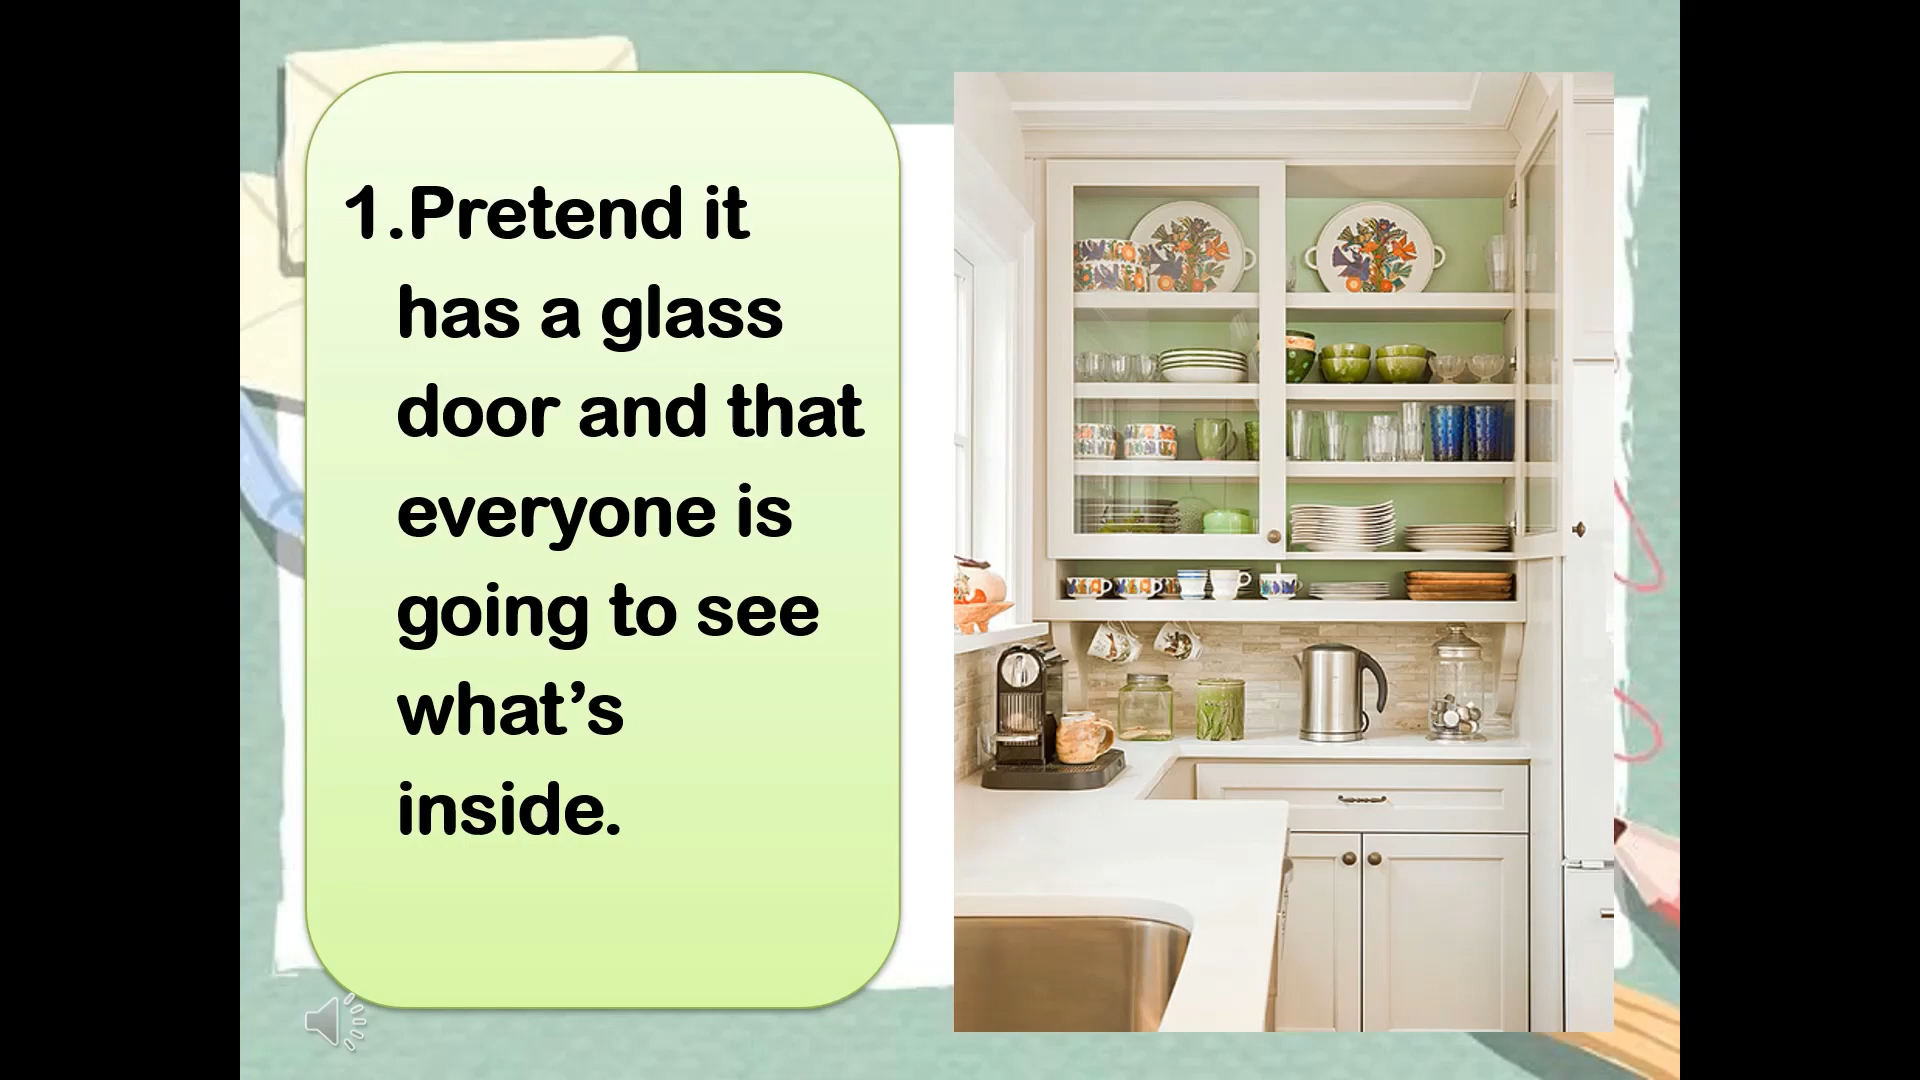 1.Pretend it
has a glass
door and that
everyone is
going to see
what’s
inside.